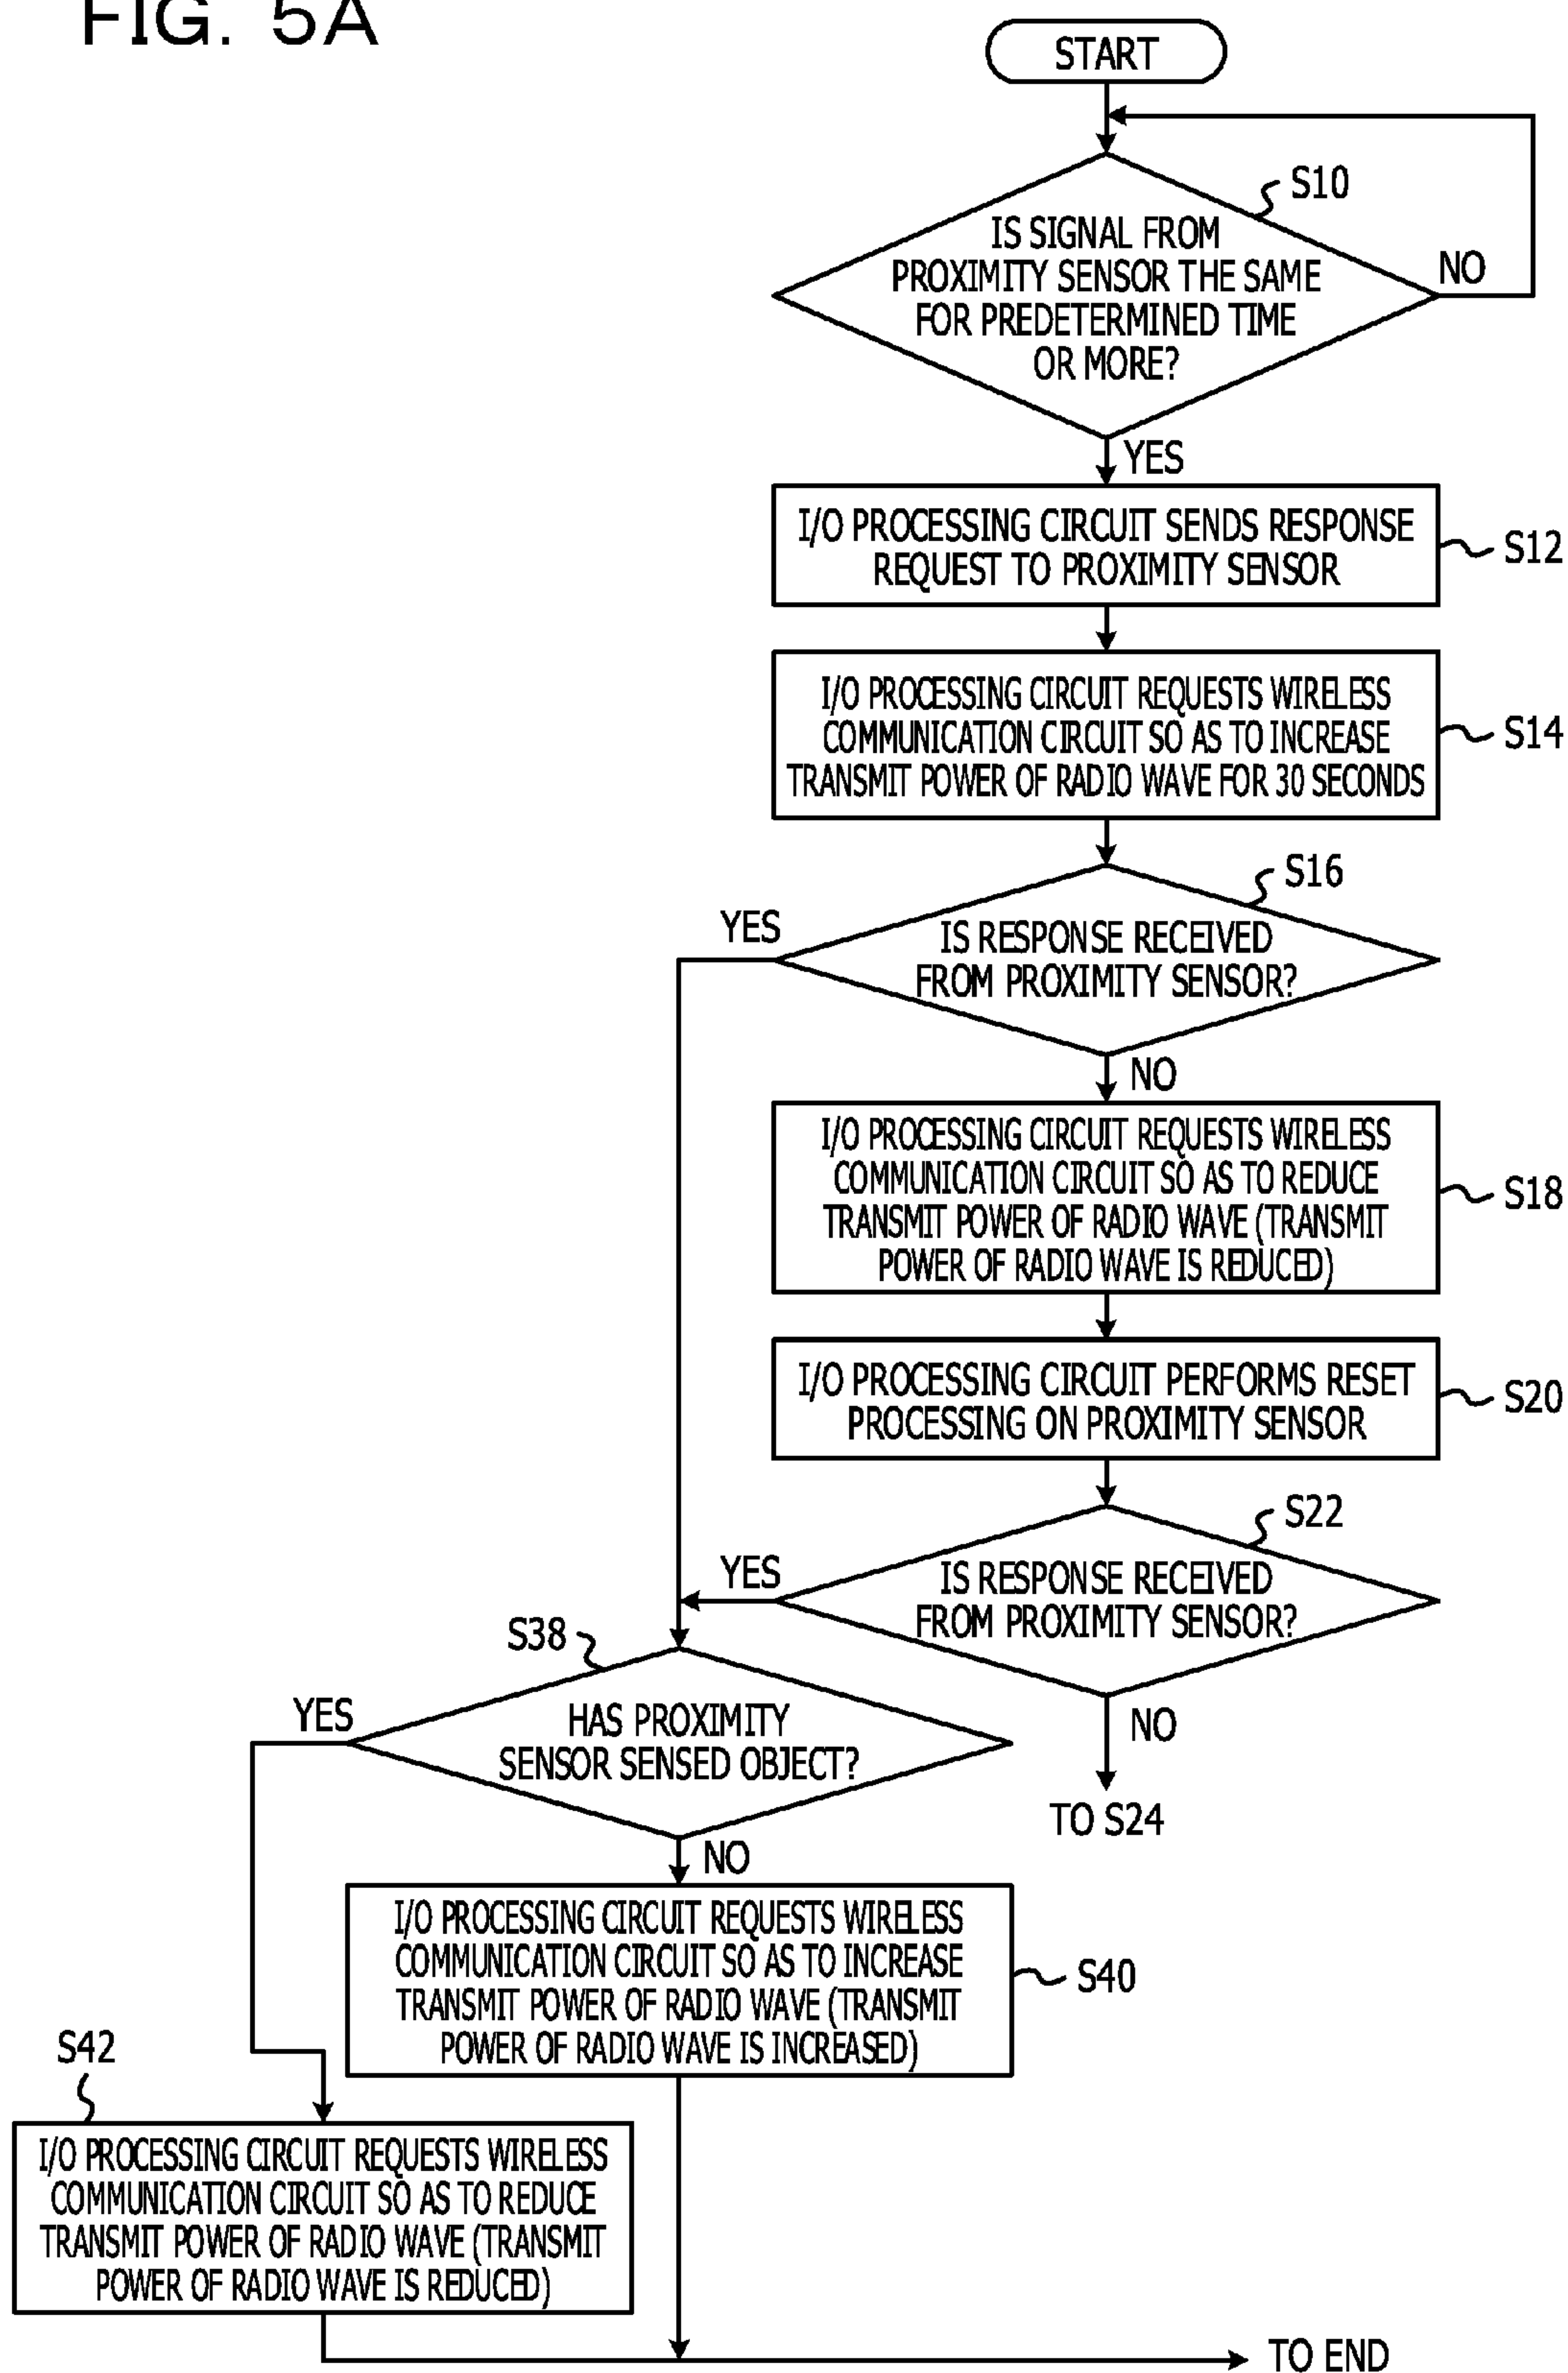 FIG. 5A
START
S10
IS SIGNAL FROM
PROXIMITY SENSOR THE SAME
FOR PREDETERMINED TIME
OR MORE?
NO
YES
I/O PROCESSING CIRCUIT SENDS RESPONSE
REQUEST TO PROXIMITY SENSOR
S12
I/O PROCESSING CIRCUIT REQUESTS WIRELESS
COMMUNICATION CIRCUIT SO AS TO INCREASE
TRANSMIT POWER OF RADIO WAVE FOR 30 SECONDS
S14
S16
YES
IS RESPONSE RECEIVED
FROM PROXIMITY SENSOR?
NO
I/O PROCESSING CIRCUIT REQUESTS WIRELESS
COMMUNICATION CIRCUIT SO AS TO REDUCE
TRANSMIT POWER OF RADIO WAVE (TRANSMIT
POWER OF RADIO WAVE IS REDUCED)
S18
I/O PROCESSING CIRCUIT PERFORMS RESET
PROCESSING ON PROXIMITY SENSOR
S20
S22
YES
IS RESPONSE RECEIVED
FROM PROXIMITY SENSOR?
NO
TO S24
S38
YES
HAS PROXIMITY
SENSOR SENSED OBJECT?
NO
I/O PROCESSING CIRCUIT REQUESTS WIRELESS
COMMUNICATION CIRCUIT SO AS TO INCREASE
TRANSMIT POWER OF RADIO WAVE (TRANSMIT
POWER OF RADIO WAVE IS INCREASED)
S40
S42
I/O PROCESSING CIRCUIT REQUESTS WIRELESS
COMMUNICATION CIRCUIT SO AS TO REDUCE
TRANSMIT POWER OF RADIO WAVE (TRANSMIT
POWER OF RADIO WAVE IS REDUCED)
TO END